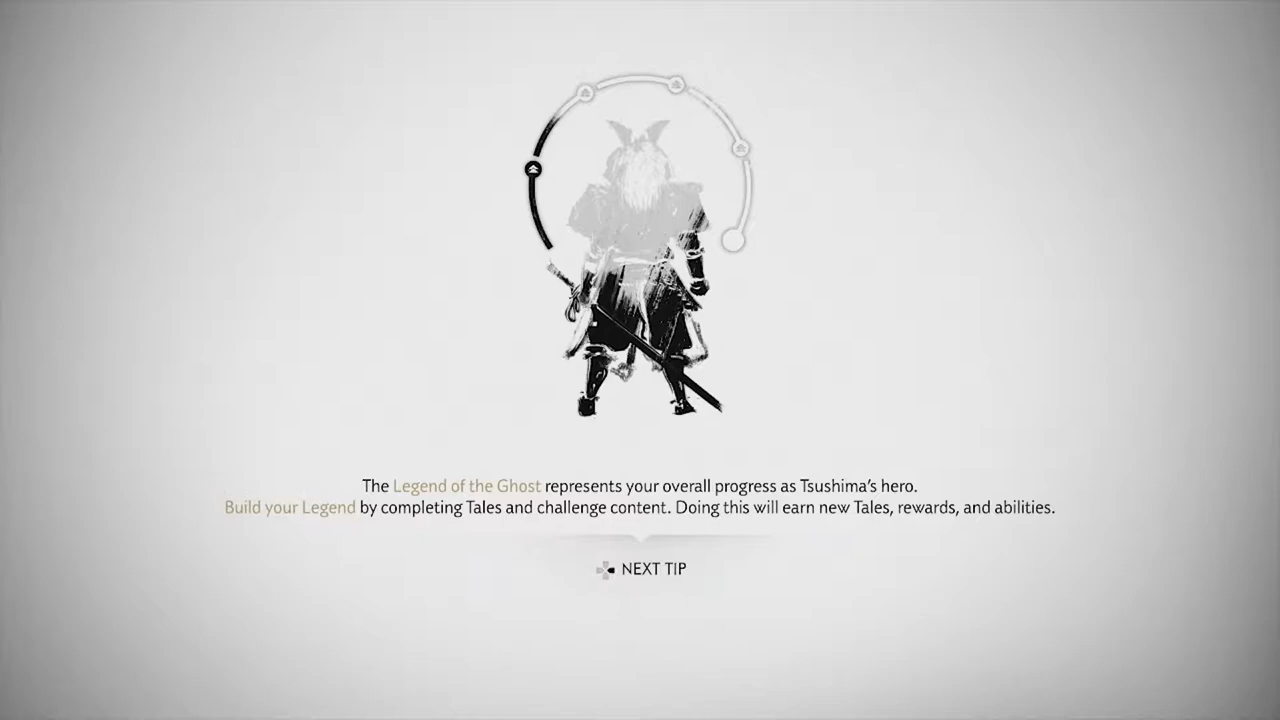 The Legend of the Ghost represents your overall progress as Tsushima's hero.
Build your Legend by completing Tales and challenge content. Doing this will earn new Tales, rewards, and abilities.
NEXT TIP